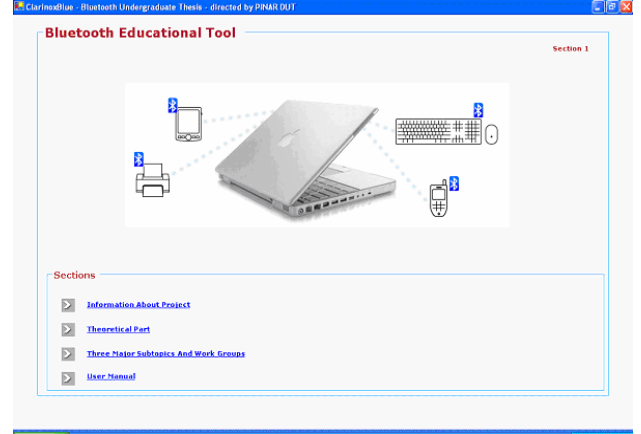 ClarinoxBlue - Bluetooth Undergraduate Thesis - directed by PINAR DUT
Bluetooth Educational Tool
Section 1
Sections
Information About Project
Theoretical Part
Three Major Subtopics And Work Groups
User Manual